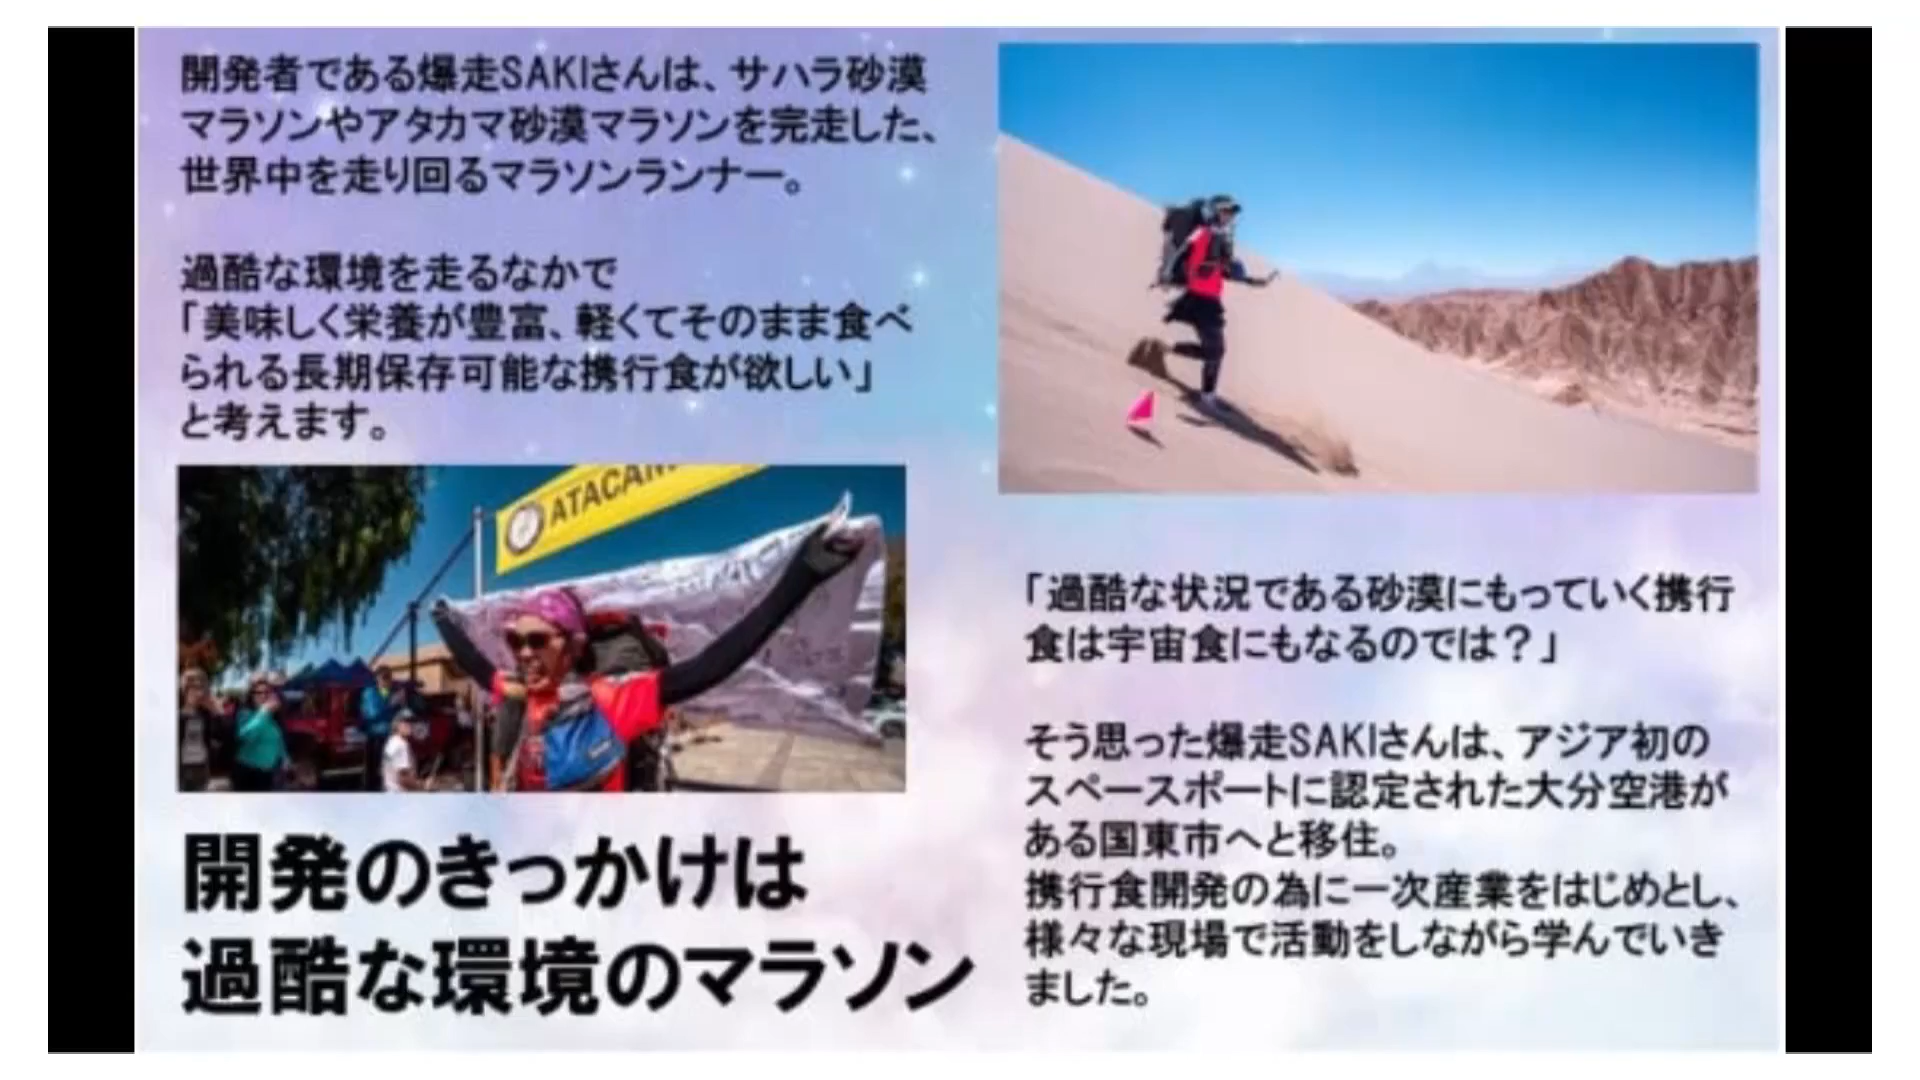 開発者である爆走SAKIさんは、サハラ砂漠
マラソンやアタカマ砂漠マラソンを完走した、
世界中を走り回るマラソンランナー。
過酷な環境を走るなかで
「美味しく栄養が豊富、軽くてそのまま食べ
られる長期保存可能な携行食が欲しい」
と考えます。
ATACAM
開発のきっかけは
過酷な環境のマラソン
「過酷な状況である砂漠にもっていく携行
食は宇宙食にもなるのでは？」
そう思った爆走SAKIさんは、アジア初の
スペースポートに認定された大分空港が
ある国東市へと移住。
携行食開発の為に一次産業をはじめとし、
様々な現場で活動をしながら学んでいき
ました。